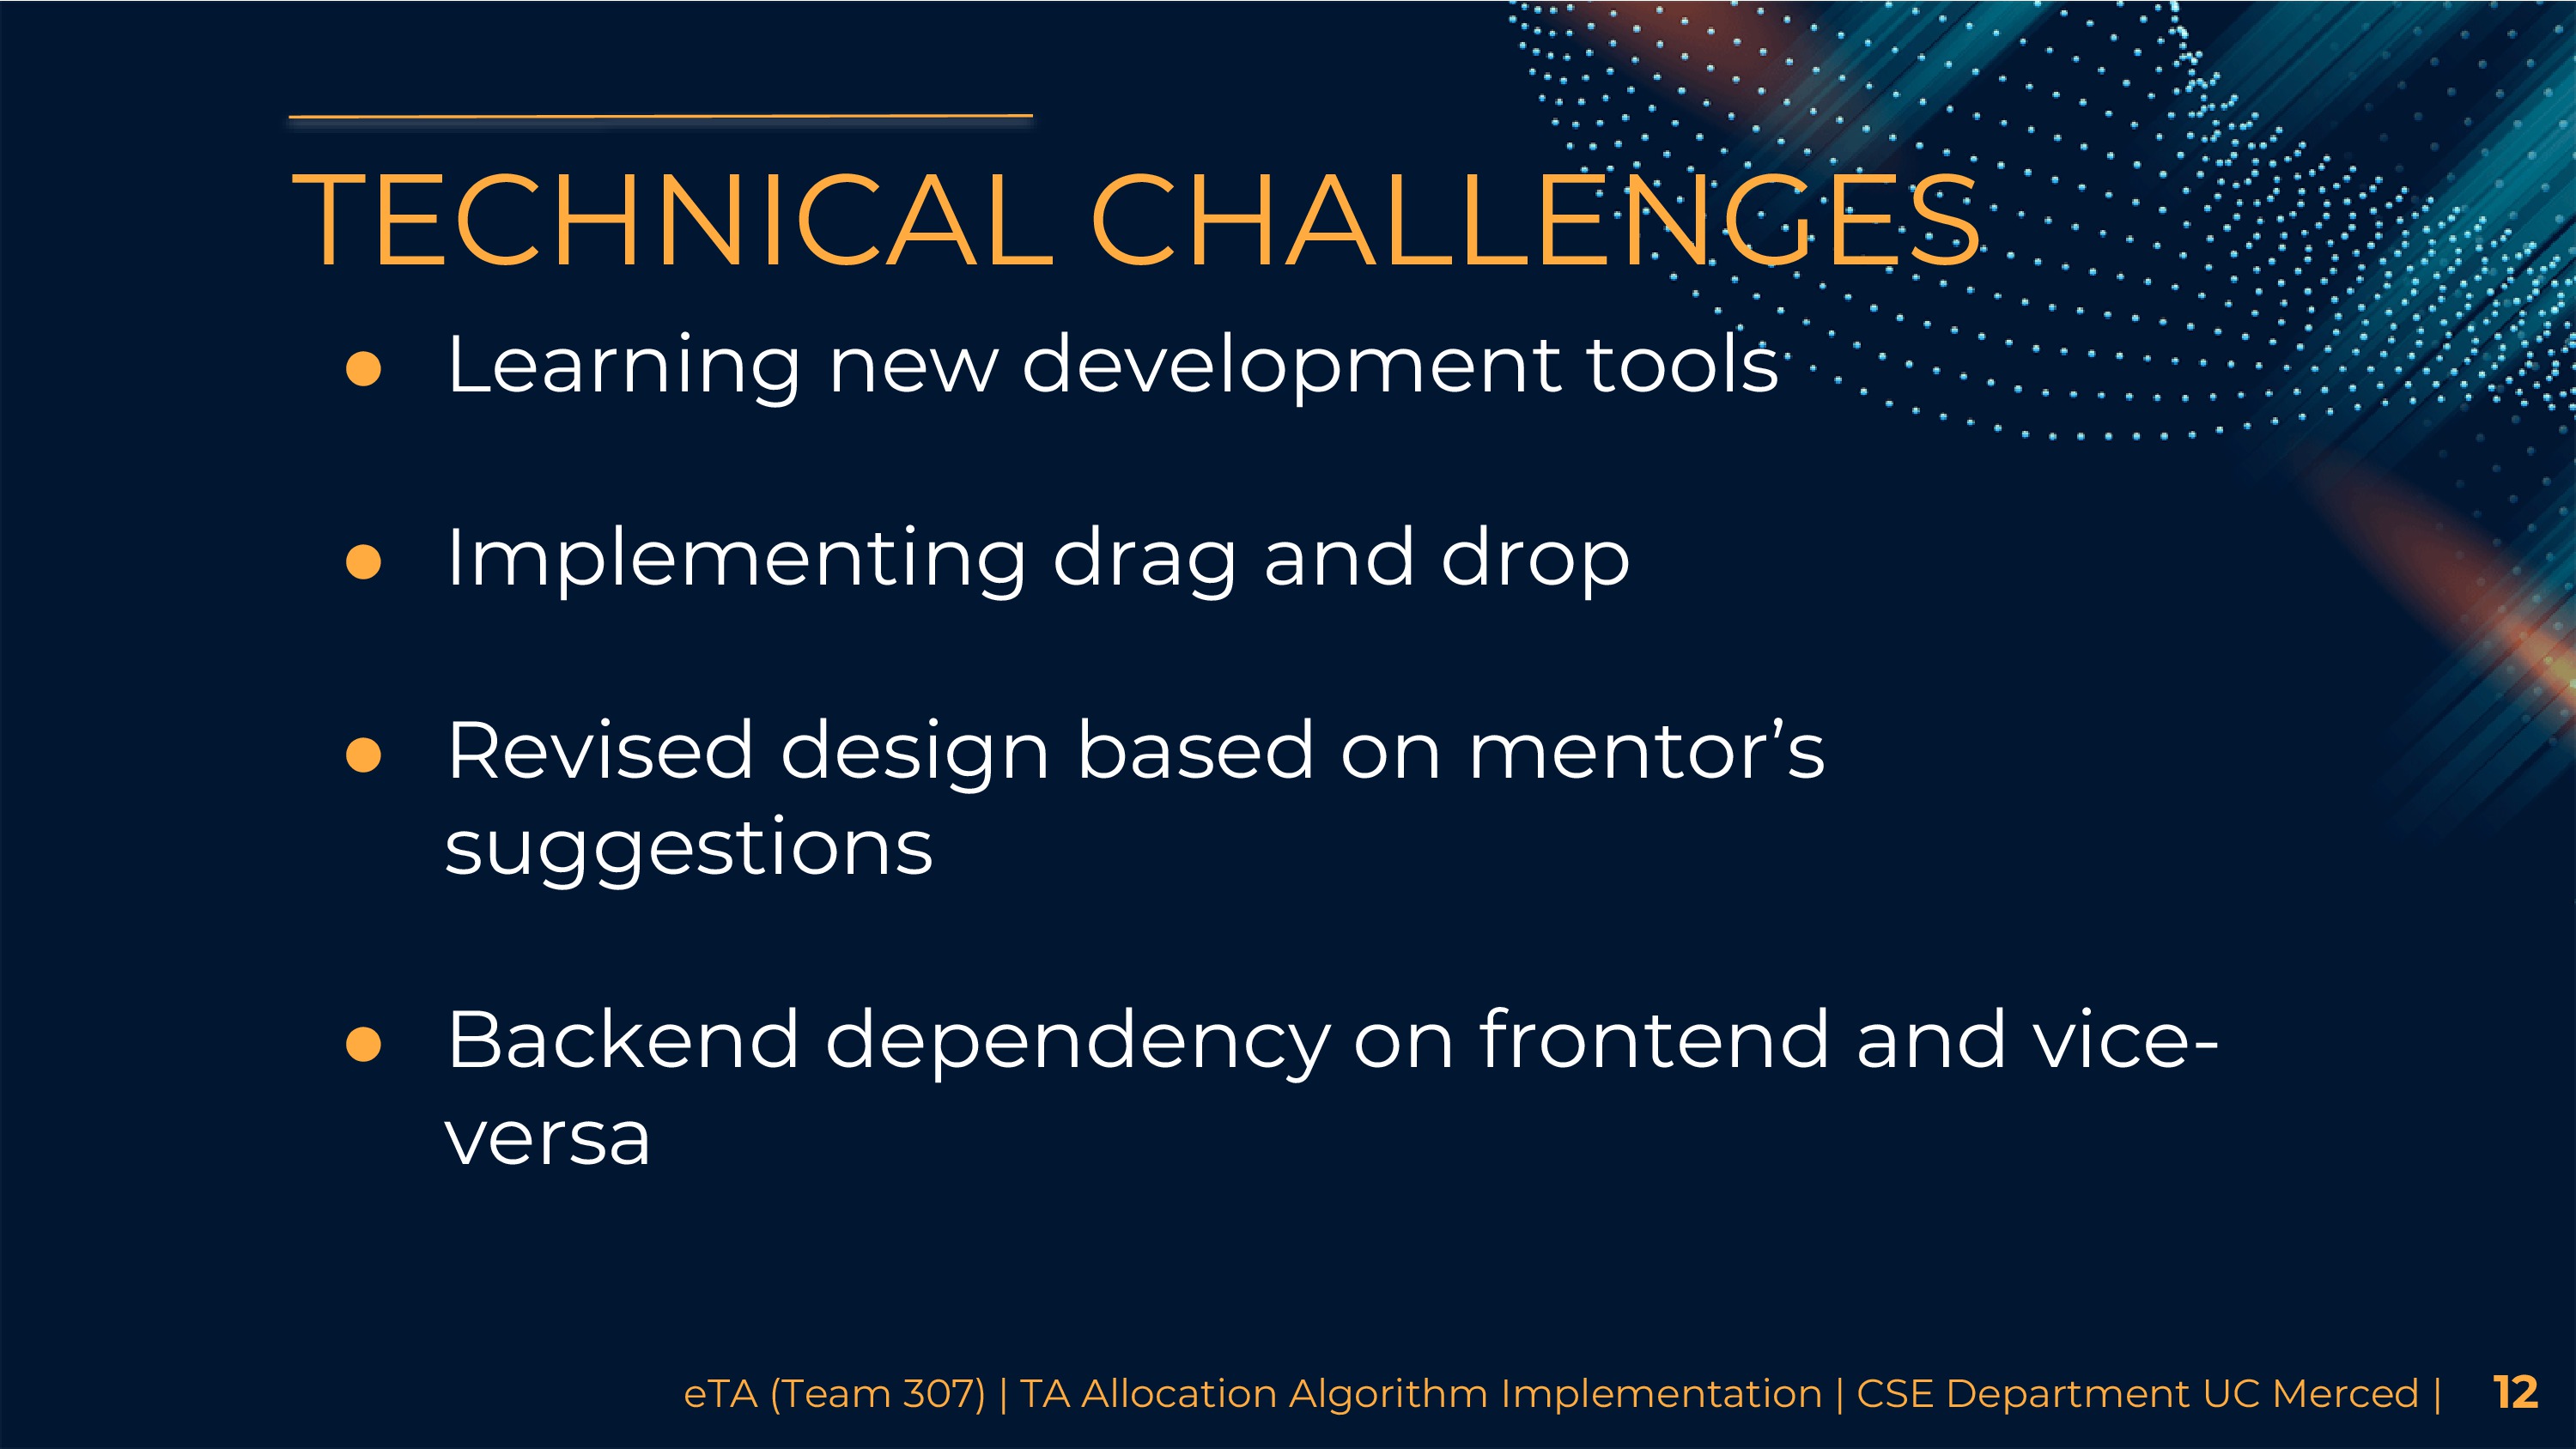 TECHNICAL CHALLENGES
● Learning new development tools
● Implementing drag and drop
● Revised design based on mentor’s
suggestions
● Backend dependency on frontend and vice-
versa
eTA (Team 307) | TA Allocation Algorithm Implementation | CSE Department UC Merced | 12